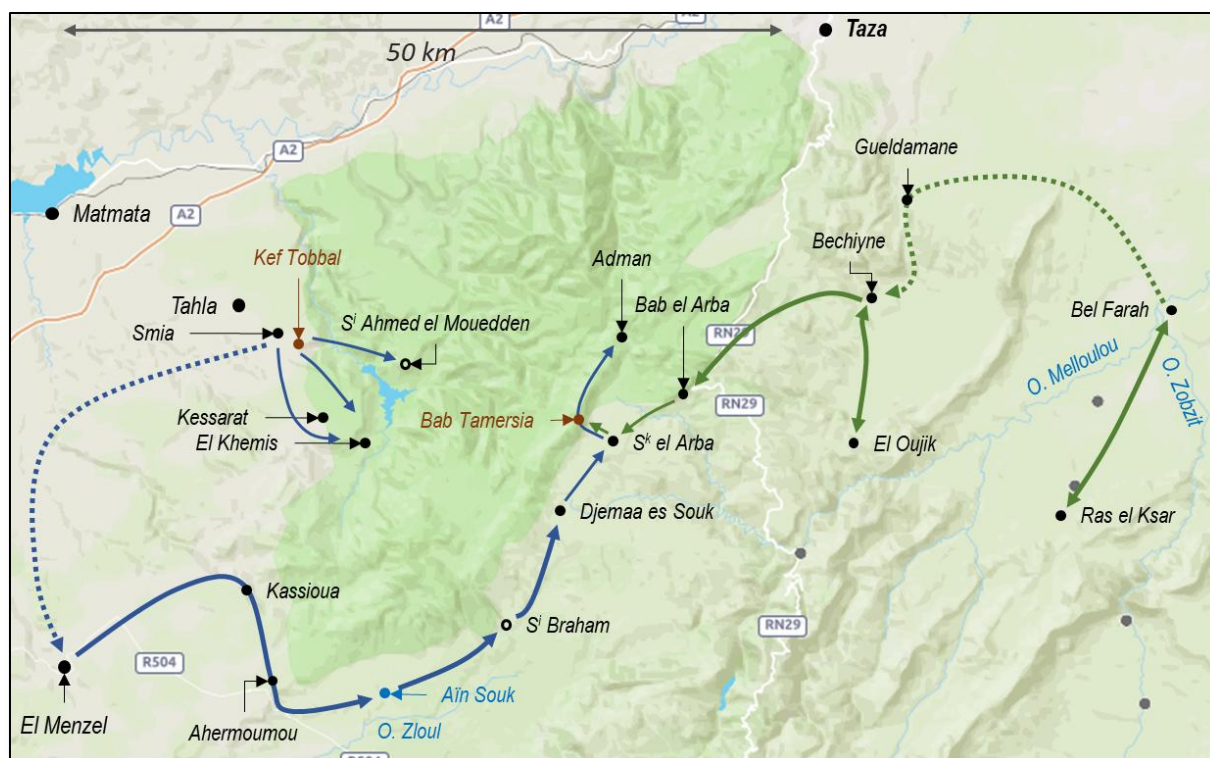 A2
A2
Taza
50 km
A2
Gueldamane
Matmata
A2
Bechiyne
Kef Tobbal
Adman
Bab el Arba
Tahla
Sⁱ Ahmed el Mouedden
Bel Farah
Smia
RN29
O. Melloulou
O. Zobzit
RN29
Kessarat
Bab Tamersia
El Khemis
Sᵏ el Arba
El Oujik
Djemaa es Souk
Ras el Ksar
Kassioua
Sⁱ Braham
RN29
R504
Aïn Souk
El Menzel
Ahermoumou
O. Zloul